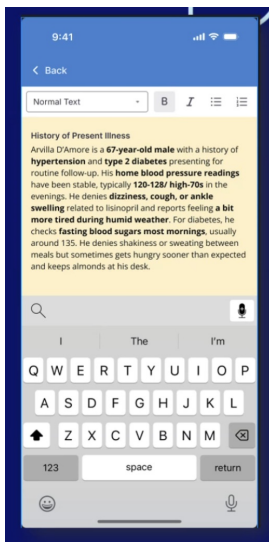 9:41
Back
Normal Text B I
History of Present Illness
Arvilla D'Amore is a 67-year-old male with a history of
hypertension and type 2 diabetes presenting for
routine follow-up. His home blood pressure readings
have been stable, typically 120-128/ high-70s in the
evenings. He denies dizziness, cough, or ankle
swelling related to lisinopril and reports feeling a bit
more tired during humid weather. For diabetes, he
checks fasting blood sugars most mornings, usually
around 135. He denies shakiness or sweating between
meals but sometimes gets hungry sooner than expected
and keeps almonds at his desk.
I The I'm
Q W E R T Y U I O P
A S D F G H J K L
Z X C V B N M
123 space return